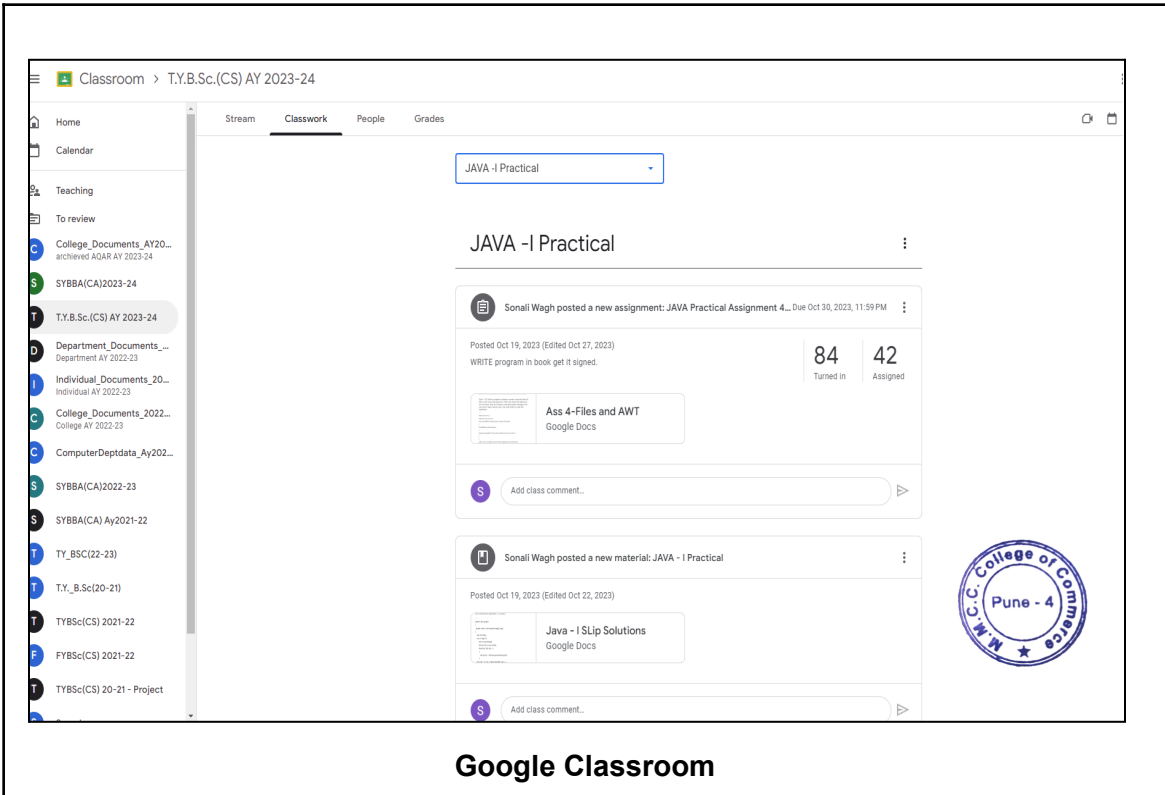 Classroom > T.Y.B.Sc.(CS) AY 2023-24
Home
Calendar
Teaching
To review
C College_Documents_AY20...
archieved AQAR AY 2023-24
S SYBBA(CA)2023-24
T T.Y.B.Sc.(CS) AY 2023-24
D Department_Documents_...
Department AY 2022-23
I Individual_Documents_20...
Individual AY 2022-23
C College_Documents_2022...
College AY 2022-23
C ComputerDeptdata_Ay202...
S SYBBA(CA)2022-23
S SYBBA(CA) Ay2021-22
T TY_BSC(22-23)
T T.Y._B.Sc(20-21)
T TYBSc(CS) 2021-22
F FYBSc(CS) 2021-22
T TYBSc(CS) 20-21 - Project
Stream Classwork People Grades
JAVA -I Practical
JAVA -I Practical
Sonali Wagh posted a new assignment: JAVA Practical Assignment 4... Due Oct 30, 2023, 11:59 PM
Posted Oct 19, 2023 (Edited Oct 27, 2023)
WRITE program in book get it signed.
84 42
Turned in Assigned
Ass 4-Files and AWT
Google Docs
S Add class comment...
Sonali Wagh posted a new material: JAVA - I Practical
Posted Oct 19, 2023 (Edited Oct 22, 2023)
Java - I SLip Solutions
Google Docs
S Add class comment...
M.M.C.C. College of Commerce
Pune - 4
Google Classroom